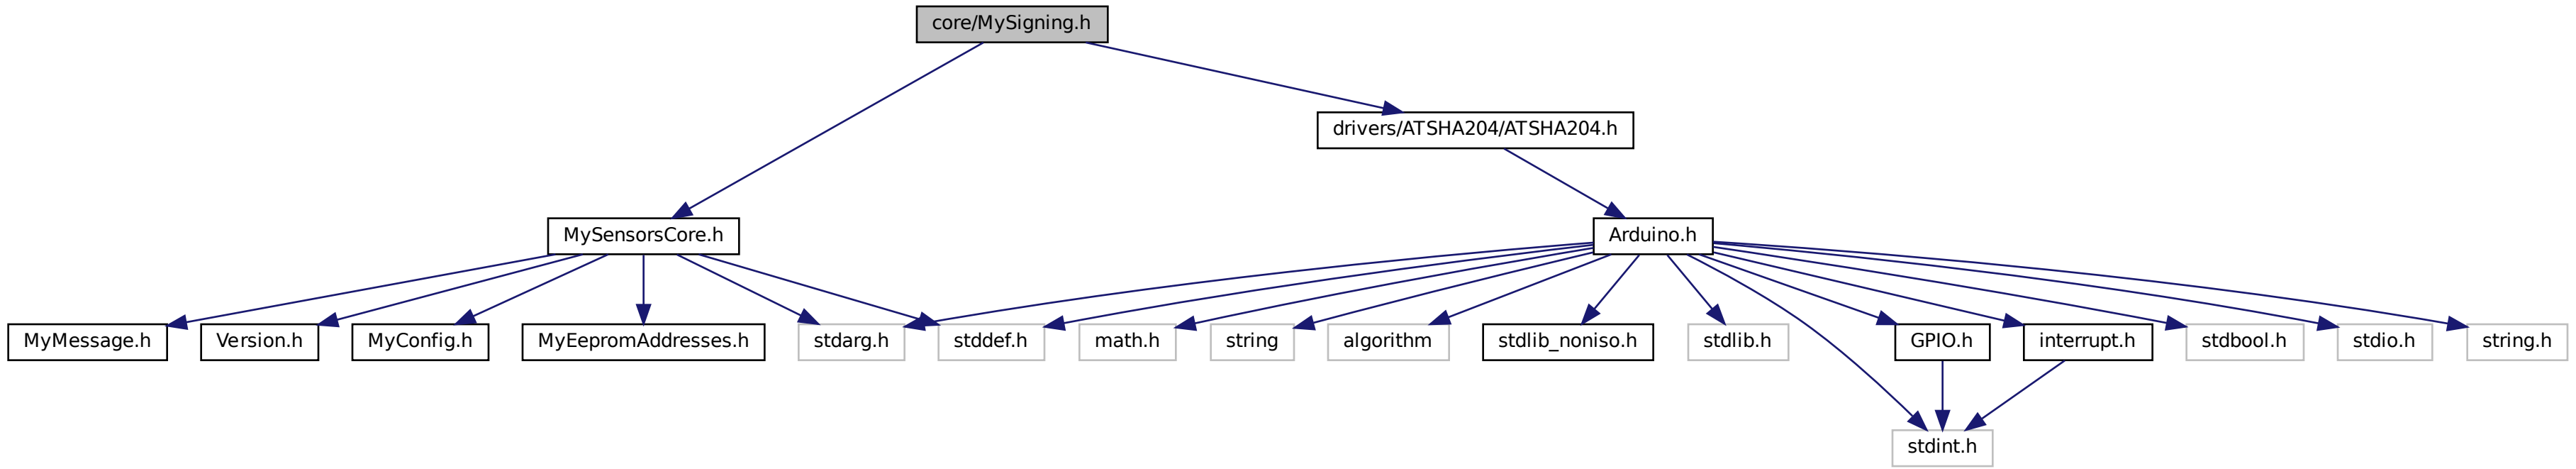 core/MySigning.h
drivers/ATSHA204/ATSHA204.h
MySensorsCore.h
Arduino.h
MyMessage.h
Version.h
MyConfig.h
MyEepromAddresses.h
stdarg.h
stddef.h
math.h
string
algorithm
stdlib_noniso.h
stdlib.h
GPIO.h
interrupt.h
stdbool.h
stdio.h
string.h
stdint.h